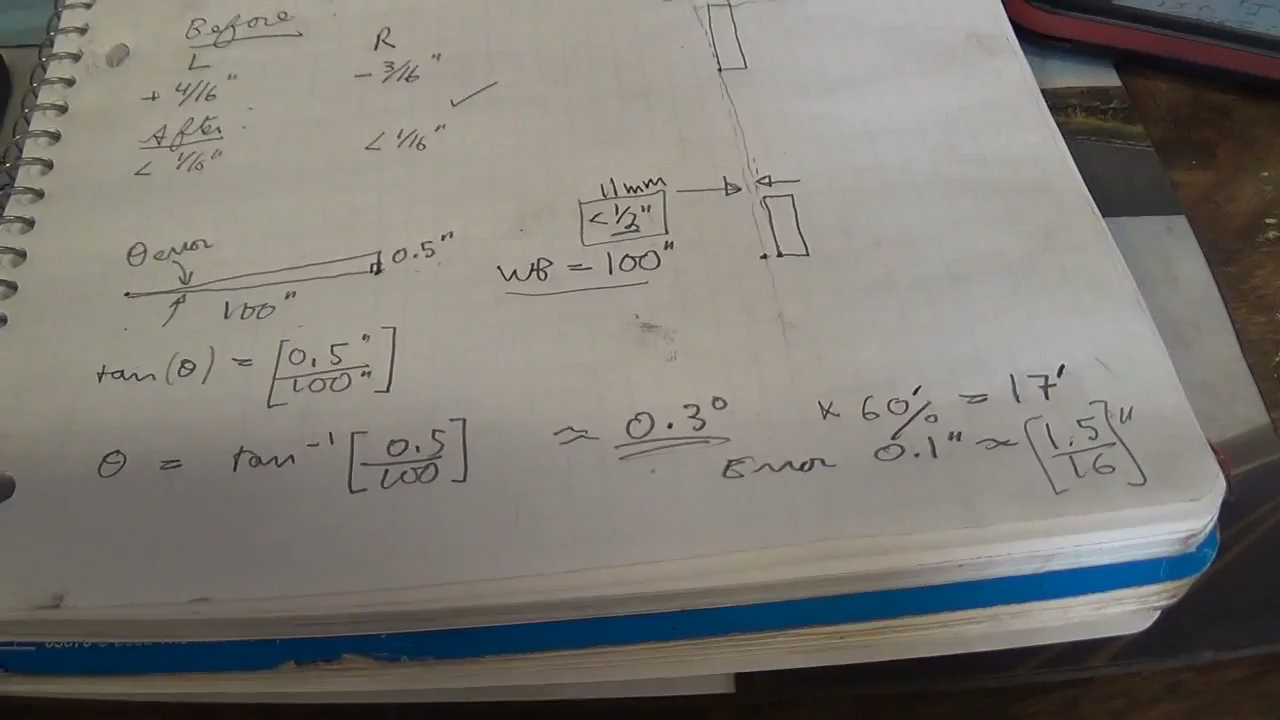 Before
L R
+ 4/16" - 3/16"
After
< 1/16" < 1/16"
11mm
< 1/2"
WB = 100"
θ error
0.5"
100"
tan(θ) = [0.5"/100"]
θ = tan⁻¹ [0.5/100] ≈ 0.3° × 60'/° = 17'
Error 0.1" ≈ [1.5/16]"